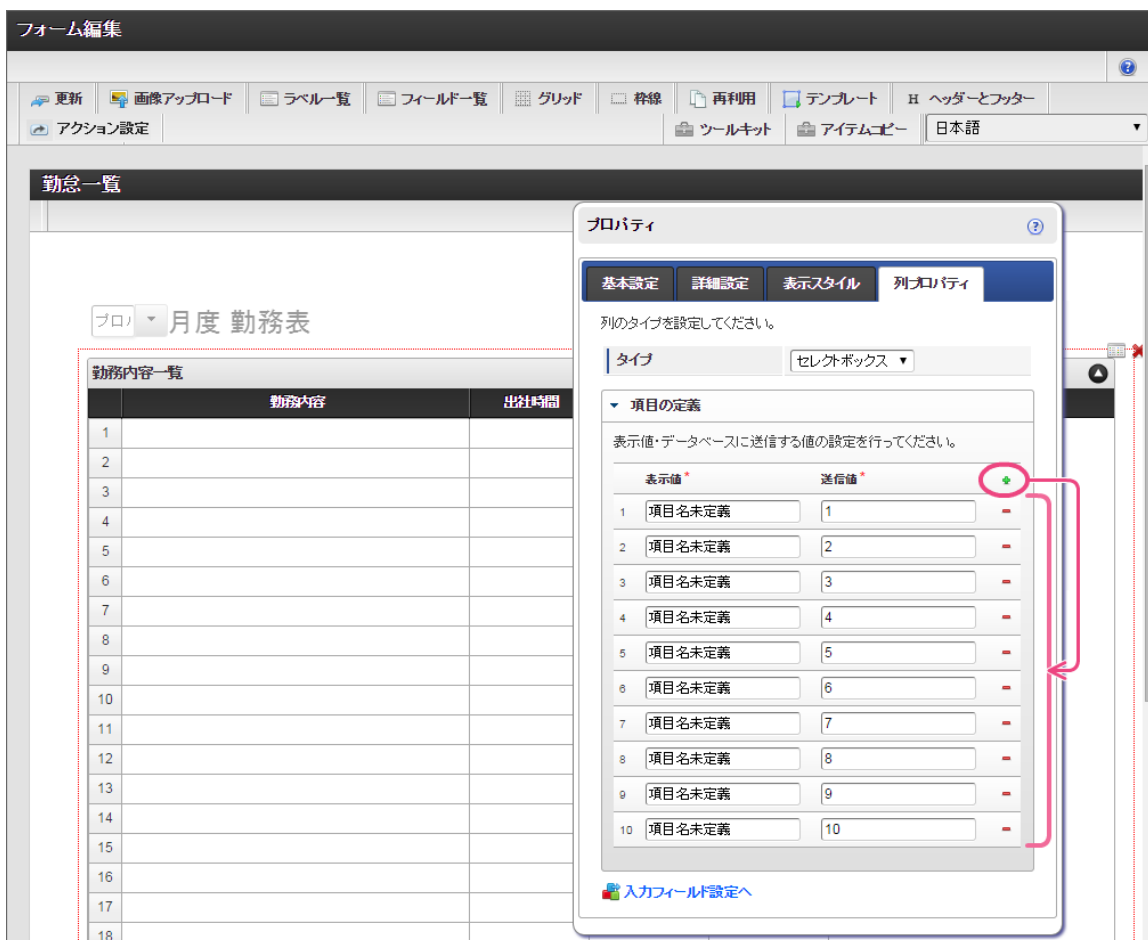 フォーム編集
更新 画像アップロード ラベル一覧 フィールド一覧 グリッド 枠線 再利用 テンプレート H ヘッダーとフッター
アクション設定 ツールキット アイテムコピー 日本語
勤怠一覧
月度 勤務表
勤務内容一覧
勤務内容 出社時間
1
2
3
4
5
6
7
8
9
10
11
12
13
14
15
16
17
18
プロパティ
基本設定 詳細設定 表示スタイル 列プロパティ
列のタイプを設定してください。
タイプ セレクトボックス
項目の定義
表示値・データベースに送信する値の設定を行ってください。
表示値* 送信値*
1 項目名未定義 1
2 項目名未定義 2
3 項目名未定義 3
4 項目名未定義 4
5 項目名未定義 5
6 項目名未定義 6
7 項目名未定義 7
8 項目名未定義 8
9 項目名未定義 9
10 項目名未定義 10
入力フィールド設定へ